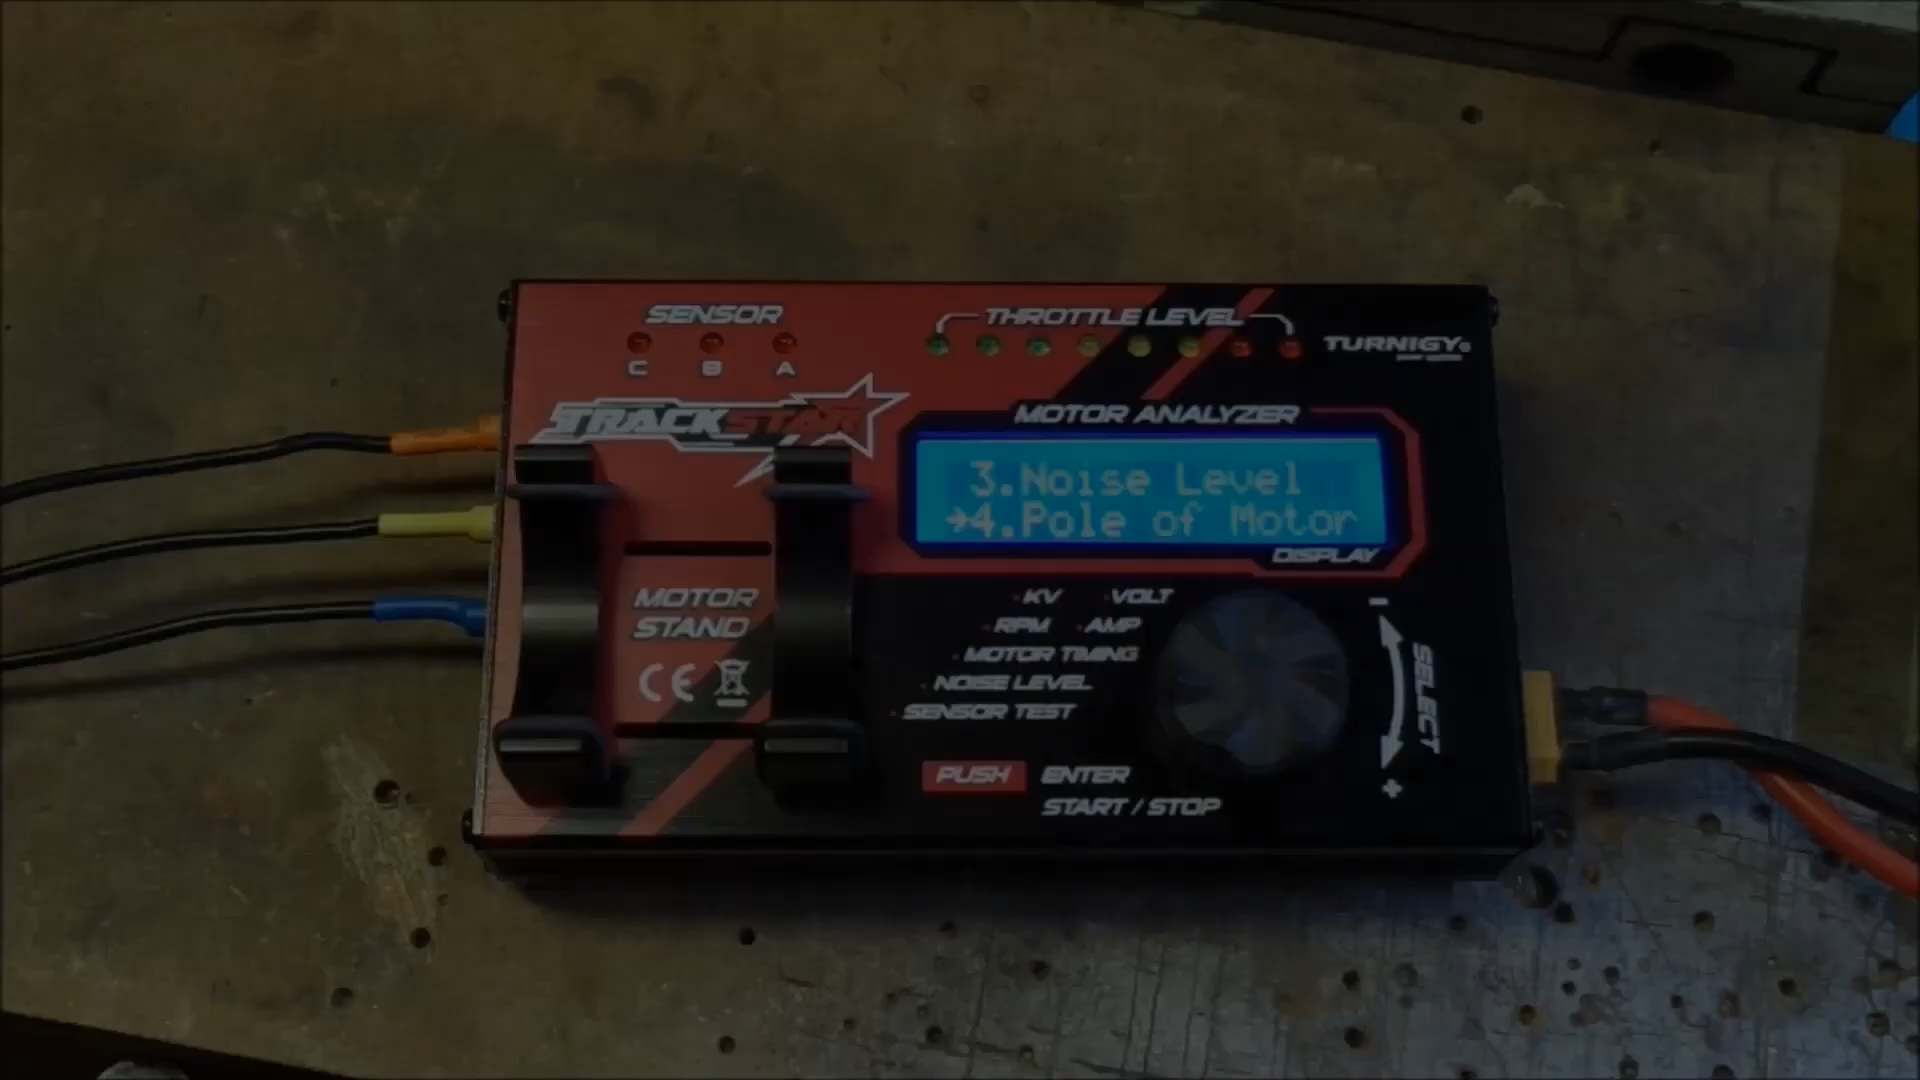 SENSOR
C B A
THROTTLE LEVEL
TURNIGY
TRACKSTAR
MOTOR ANALYZER
3.Noise Level
→4.Pole of Motor
DISPLAY
MOTOR
STAND
CE
KV VOLT
RPM AMP
MOTOR TIMING
NOISE LEVEL
SENSOR TEST
- SELECT +
PUSH ENTER
START / STOP